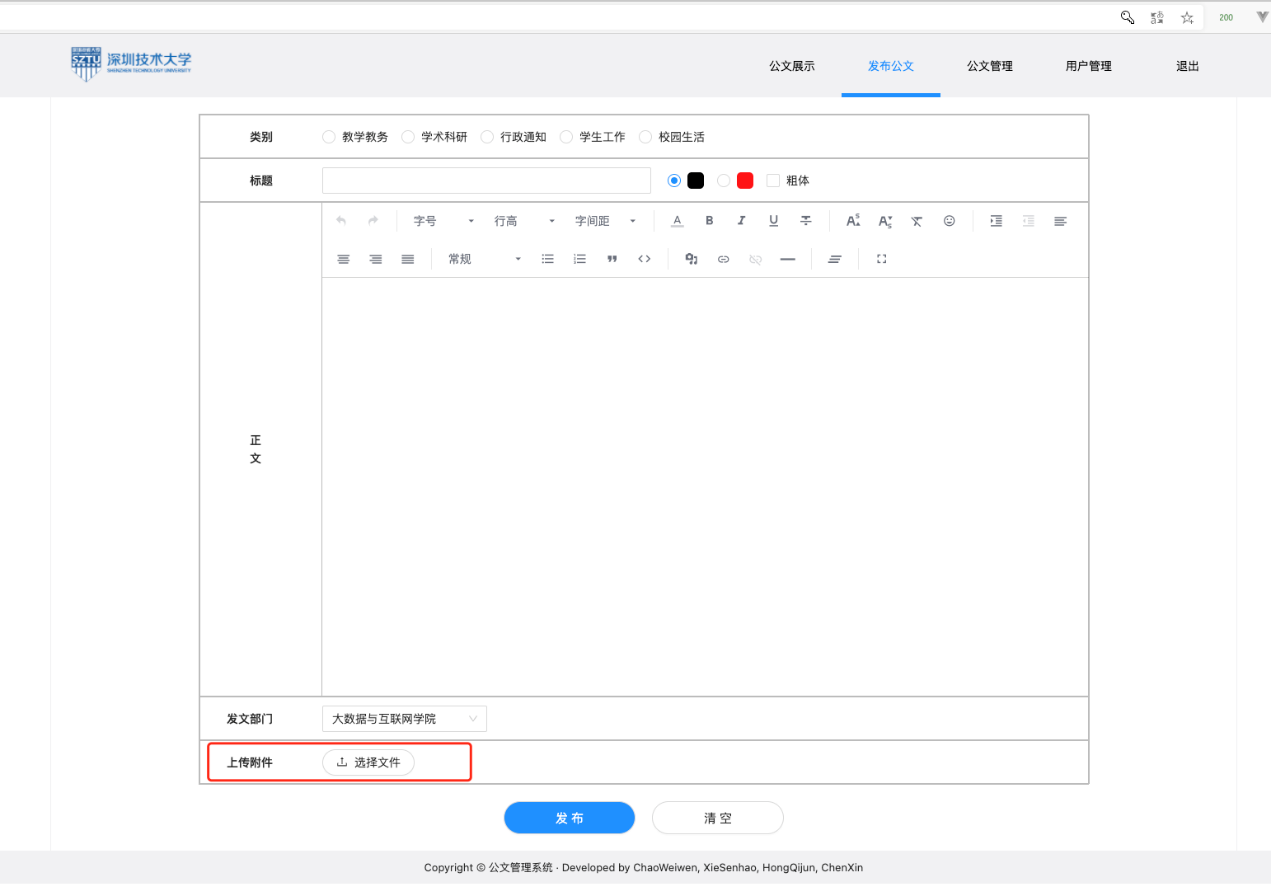 200
SZTU 深圳技术大学
SHENZHEN TECHNOLOGY UNIVERSITY
公文展示 发布公文 公文管理 用户管理 退出
类别 教学教务 学术科研 行政通知 学生工作 校园生活
标题 粗体
字号 行高 字间距
常规
正
文
发文部门 大数据与互联网学院
上传附件 选择文件
发 布 清 空
Copyright © 公文管理系统 · Developed by ChaoWeiwen, XieSenhao, HongQijun, ChenXin